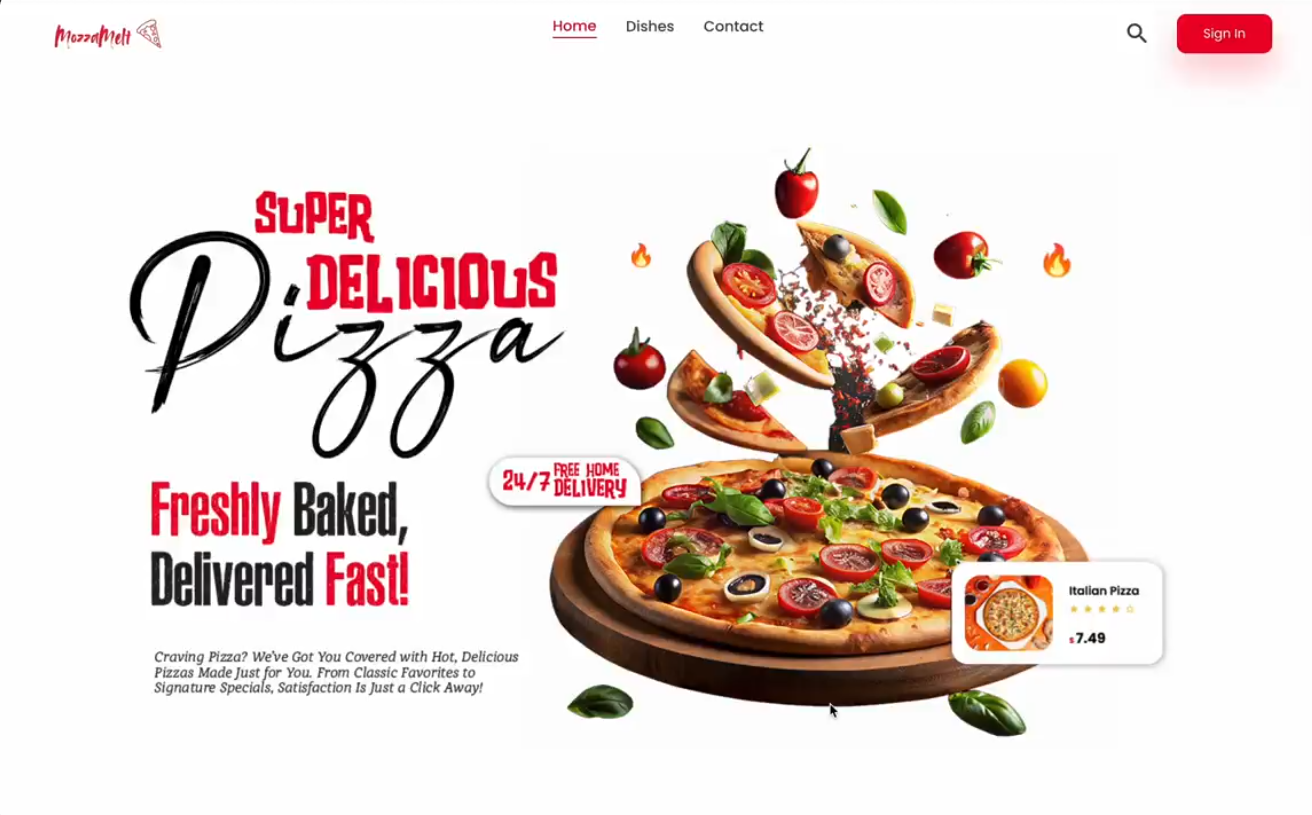 MozzaMelt
Home Dishes Contact
Sign In
SUPER
DELICIOUS
Pizza
24/7 FREE HOME
DELIVERY
Freshly Baked,
Delivered Fast!
Italian Pizza
$7.49
Craving Pizza? We've Got You Covered with Hot, Delicious
Pizzas Made Just for You. From Classic Favorites to
Signature Specials, Satisfaction Is Just a Click Away!